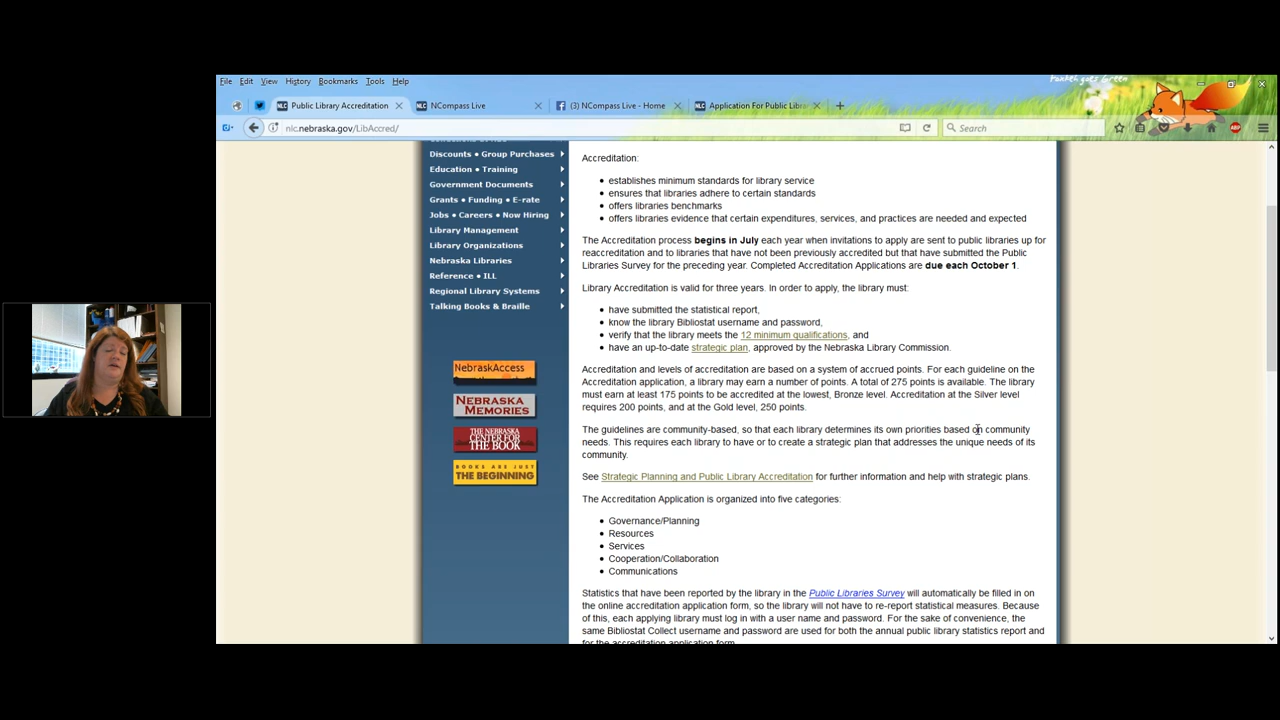 File Edit View History Bookmarks Tools Help
Public Library Accreditation
NCompass Live
(3) NCompass Live - Home
Application For Public Libra
nlc.nebraska.gov/LibAccred/
Search
ABP
Discounts • Group Purchases
Education • Training
Government Documents
Grants • Funding • E-rate
Jobs • Careers • Now Hiring
Library Management
Library Organizations
Nebraska Libraries
Reference • ILL
Regional Library Systems
Talking Books & Braille
NebraskAccess
NEBRASKA
MEMORIES
THE NEBRASKA
CENTER FOR
THE BOOK
BOOKS ARE JUST
THE BEGINNING
Accreditation:
• establishes minimum standards for library service
• ensures that libraries adhere to certain standards
• offers libraries benchmarks
• offers libraries evidence that certain expenditures, services, and practices are needed and expected
The Accreditation process begins in July each year when invitations to apply are sent to public libraries up for
reaccreditation and to libraries that have not been previously accredited but that have submitted the Public
Libraries Survey for the preceding year. Completed Accreditation Applications are due each October 1.
Library Accreditation is valid for three years. In order to apply, the library must:
• have submitted the statistical report,
• know the library Bibliostat username and password,
• verify that the library meets the 12 minimum qualifications, and
• have an up-to-date strategic plan, approved by the Nebraska Library Commission.
Accreditation and levels of accreditation are based on a system of accrued points. For each guideline on the
Accreditation application, a library may earn a number of points. A total of 275 points is available. The library
must earn at least 175 points to be accredited at the lowest, Bronze level. Accreditation at the Silver level
requires 200 points, and at the Gold level, 250 points.
The guidelines are community-based, so that each library determines its own priorities based on community
needs. This requires each library to have or to create a strategic plan that addresses the unique needs of its
community.
See Strategic Planning and Public Library Accreditation for further information and help with strategic plans.
The Accreditation Application is organized into five categories:
• Governance/Planning
• Resources
• Services
• Cooperation/Collaboration
• Communications
Statistics that have been reported by the library in the Public Libraries Survey will automatically be filled in on
the online accreditation application form, so the library will not have to re-report statistical measures. Because
of this, each applying library must log in with a user name and password. For the sake of convenience, the
same Bibliostat Collect username and password are used for both the annual public library statistics report and
for the accreditation application form.